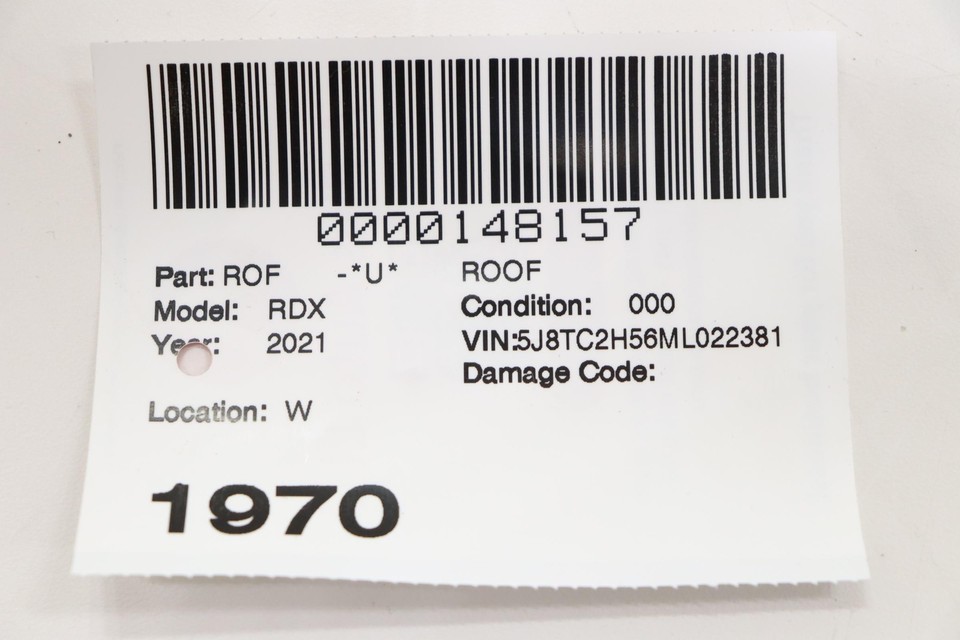 0000148157
Part: ROF -*U* ROOF
Model: RDX Condition: 000
Year: 2021 VIN:5J8TC2H56ML022381
Damage Code:
Location: W
1970